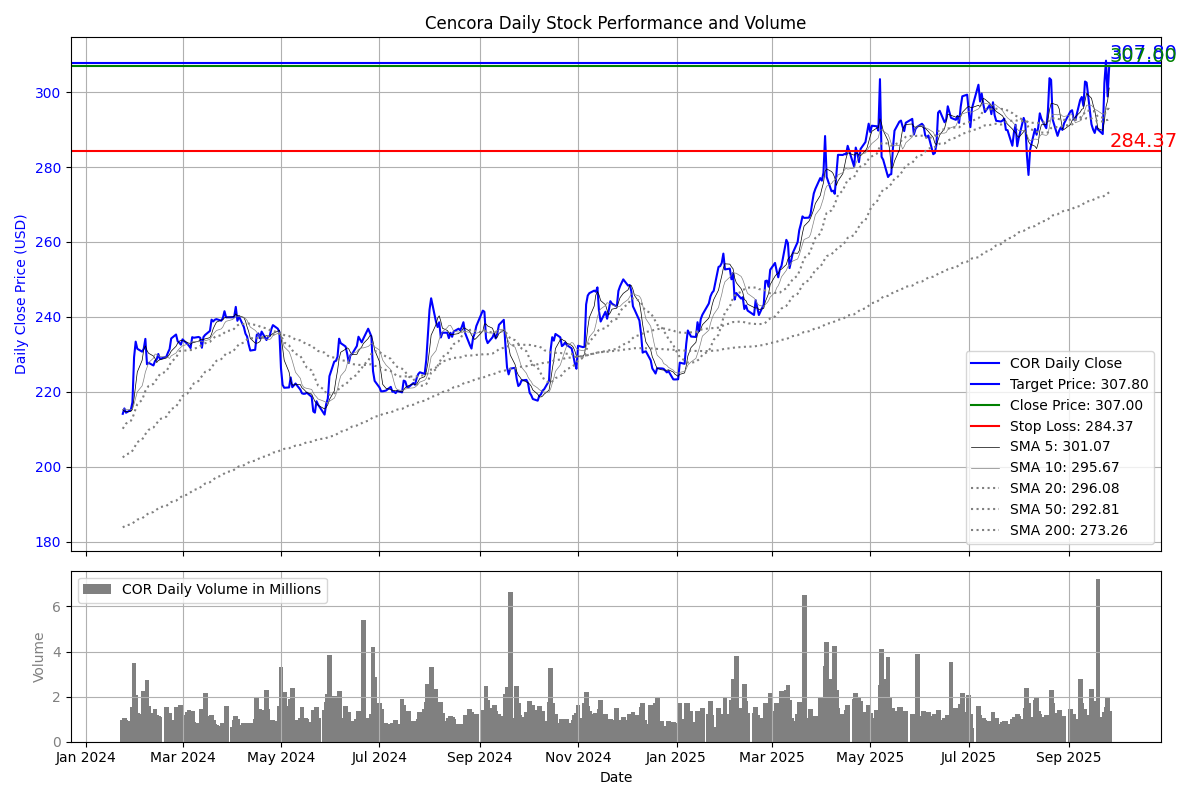 Cencora Daily Stock Performance and Volume
307.80
307.00
284.37
Daily Close Price (USD)
300
280
260
240
220
200
180
COR Daily Close
Target Price: 307.80
Close Price: 307.00
Stop Loss: 284.37
SMA 5: 301.07
SMA 10: 295.67
SMA 20: 296.08
SMA 50: 292.81
SMA 200: 273.26
COR Daily Volume in Millions
Volume
6
4
2
0
Jan 2024 Mar 2024 May 2024 Jul 2024 Sep 2024 Nov 2024 Jan 2025 Mar 2025 May 2025 Jul 2025 Sep 2025
Date